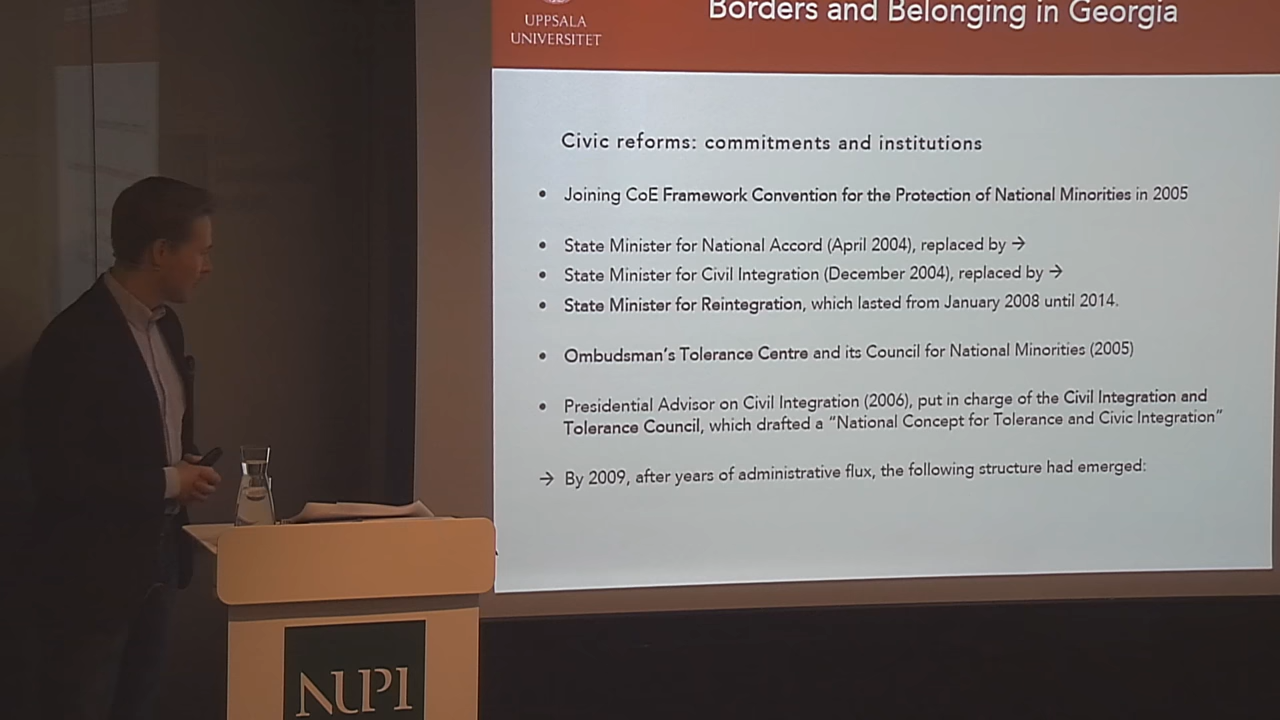 UPPSALA
UNIVERSITET
Borders and Belonging in Georgia
Civic reforms: commitments and institutions
• Joining CoE Framework Convention for the Protection of National Minorities in 2005
• State Minister for National Accord (April 2004), replaced by →
• State Minister for Civil Integration (December 2004), replaced by →
• State Minister for Reintegration, which lasted from January 2008 until 2014.
• Ombudsman's Tolerance Centre and its Council for National Minorities (2005)
• Presidential Advisor on Civil Integration (2006), put in charge of the Civil Integration and
Tolerance Council, which drafted a “National Concept for Tolerance and Civic Integration”
→ By 2009, after years of administrative flux, the following structure had emerged:
NUPI